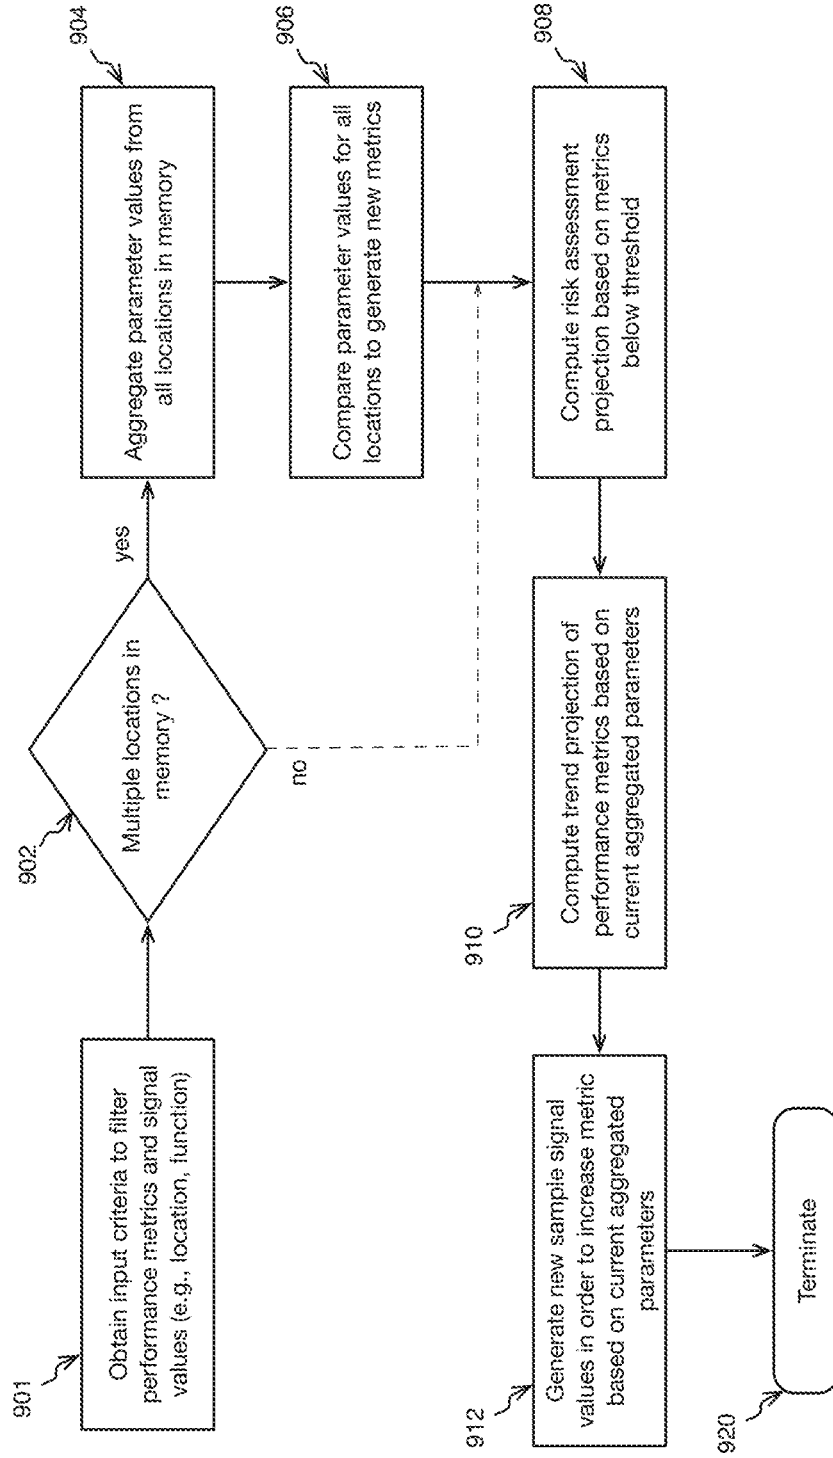 901
Obtain input criteria to filter
performance metrics and signal
values (e.g., location, function)
902
Multiple locations in
memory ?
yes
no
904
Aggregate parameter values from
all locations in memory
906
Compare parameter values for all
locations to generate new metrics
908
Compute risk assessment
projection based on metrics
below threshold
910
Compute trend projection of
performance metrics based on
current aggregated parameters
912
Generate new sample signal
values in order to increase metric
based on current aggregated
parameters
920
Terminate